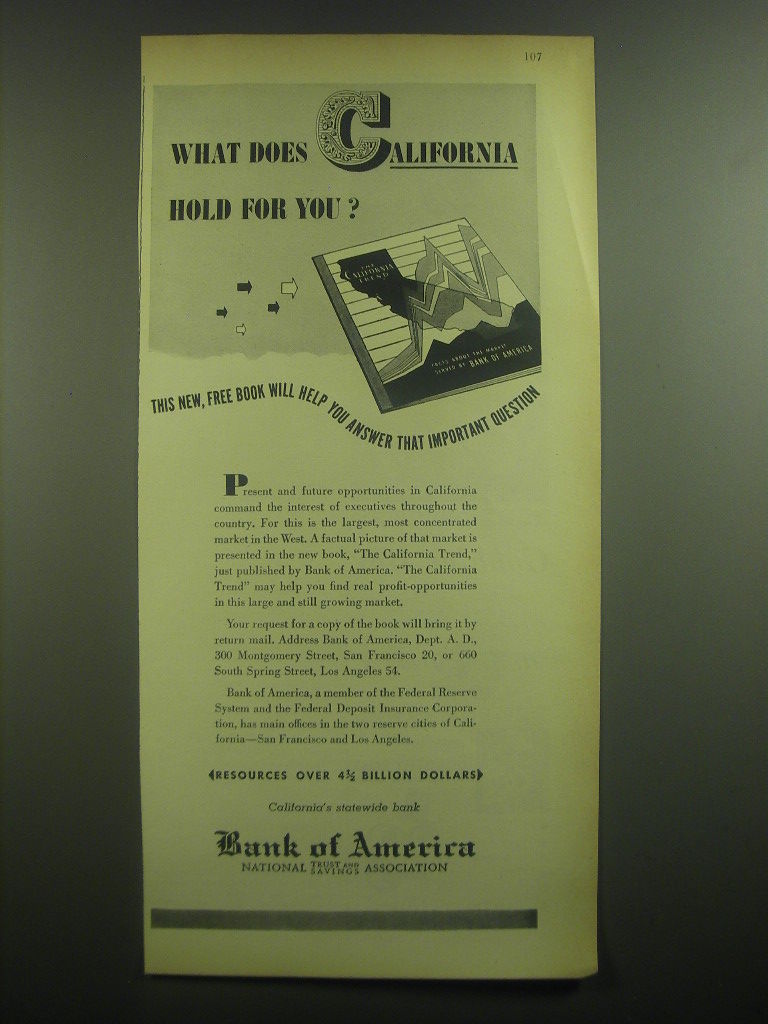 107
WHAT DOES CALIFORNIA
HOLD FOR YOU?
THE
CALIFORNIA
TREND
FACTS ABOUT THE MARKET
SERVED BY BANK OF AMERICA
THIS NEW, FREE BOOK WILL HELP YOU ANSWER THAT IMPORTANT QUESTION
Present and future opportunities in California
command the interest of executives throughout the
country. For this is the largest, most concentrated
market in the West. A factual picture of that market is
presented in the new book, “The California Trend,”
just published by Bank of America. “The California
Trend” may help you find real profit-opportunities
in this large and still growing market.
Your request for a copy of the book will bring it by
return mail. Address Bank of America, Dept. A. D.,
300 Montgomery Street, San Francisco 20, or 660
South Spring Street, Los Angeles 54.
Bank of America, a member of the Federal Reserve
System and the Federal Deposit Insurance Corpora-
tion, has main offices in the two reserve cities of Cali-
fornia—San Francisco and Los Angeles.
RESOURCES OVER 4½ BILLION DOLLARS
California's statewide bank
Bank of America
NATIONAL TRUST AND SAVINGS ASSOCIATION